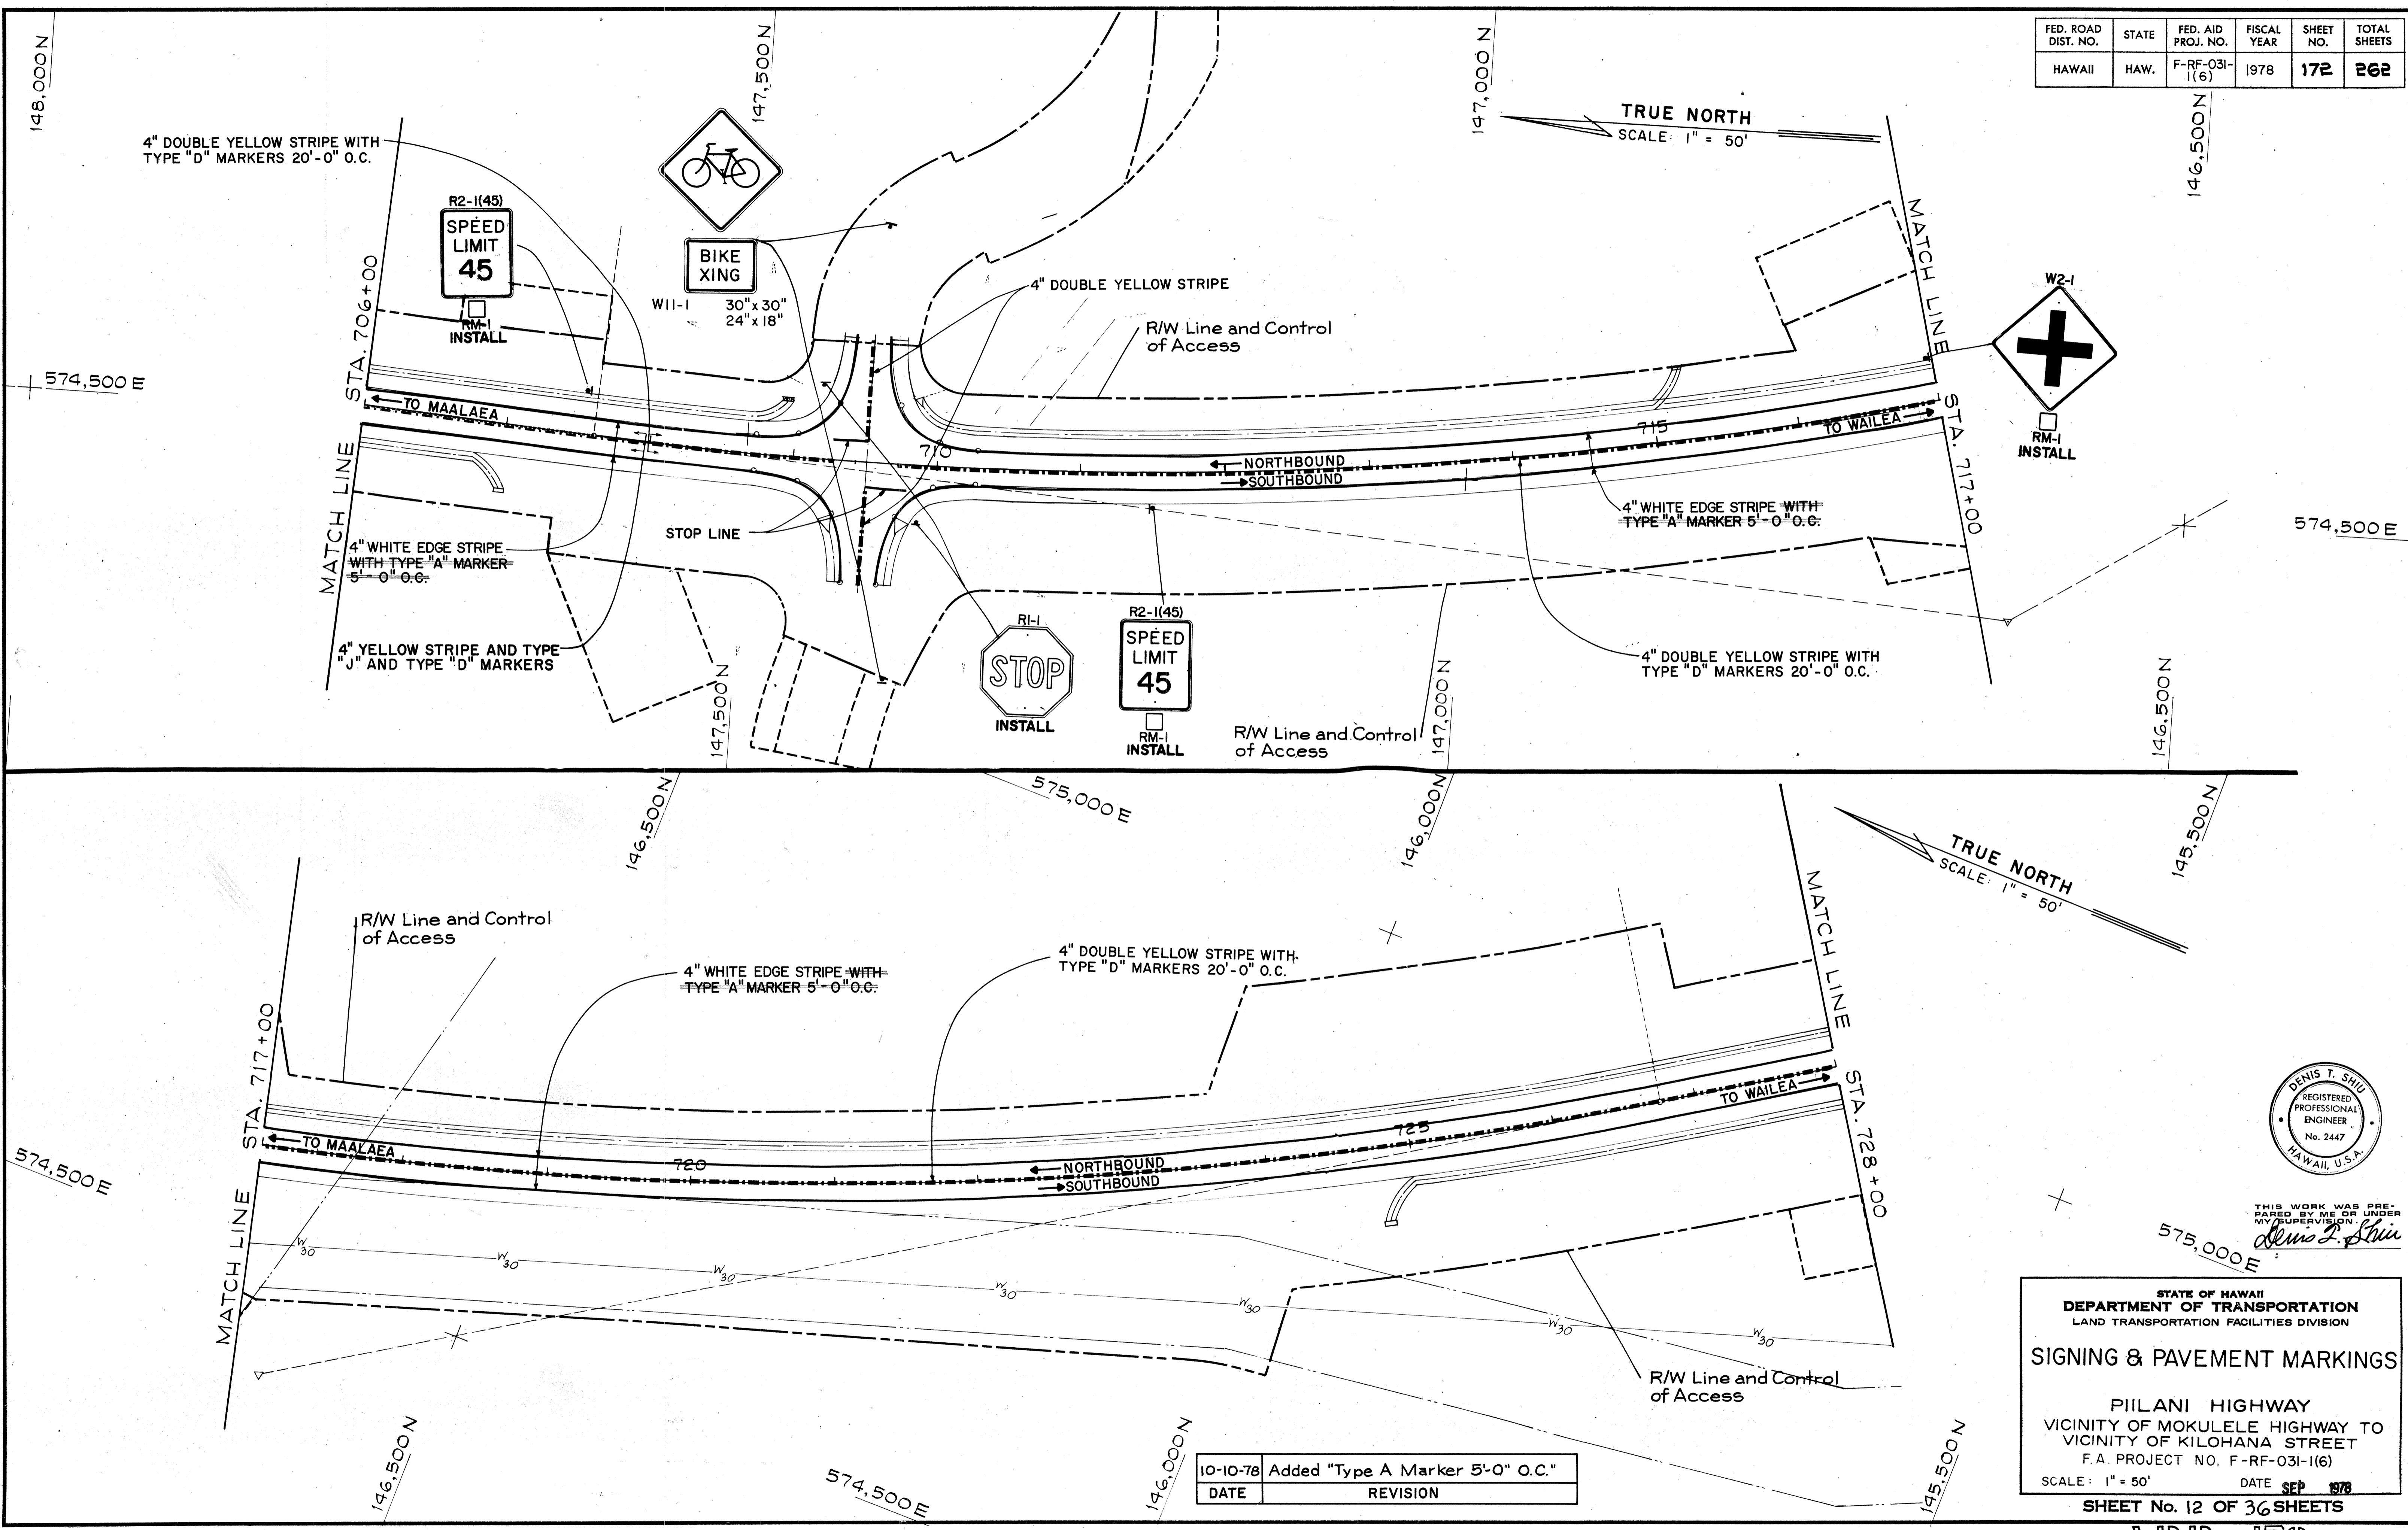 FED. ROAD DIST. NO. STATE FED. AID PROJ. NO. FISCAL YEAR SHEET NO. TOTAL SHEETS
HAWAII HAW. F-RF-031-1(6) 1978 172 262
148,000 N
147,500 N
147,000 N
146,500 N
TRUE NORTH
SCALE: 1" = 50'
4" DOUBLE YELLOW STRIPE WITH
TYPE "D" MARKERS 20'-0" O.C.
R2-1(45)
SPEED
LIMIT
45
RM-1
INSTALL
BIKE
XING
W11-1 30"x 30"
24"x 18"
4" DOUBLE YELLOW STRIPE
R/W Line and Control
of Access
MATCH LINE
W2-1
RM-1
INSTALL
574,500 E
STA. 706+00
MATCH LINE
TO MAALAEA
710
715
NORTHBOUND
SOUTHBOUND
TO WAILEA
STA. 717+00
574,500 E
4" WHITE EDGE STRIPE WITH
TYPE "A" MARKER 5'-0" O.C.
STOP LINE
4" WHITE EDGE STRIPE
WITH TYPE "A" MARKER
5'-0" O.C.
4" YELLOW STRIPE AND TYPE
"J" AND TYPE "D" MARKERS
R1-1
STOP
INSTALL
R2-1(45)
SPEED
LIMIT
45
RM-1
INSTALL
4" DOUBLE YELLOW STRIPE WITH
TYPE "D" MARKERS 20'-0" O.C.
R/W Line and Control
of Access
147,500 N
147,000 N
146,500 N
146,500 N
575,000 E
146,000 N
145,500 N
TRUE NORTH
SCALE: 1" = 50'
R/W Line and Control
of Access
4" WHITE EDGE STRIPE WITH
TYPE "A" MARKER 5'-0" O.C.
4" DOUBLE YELLOW STRIPE WITH
TYPE "D" MARKERS 20'-0" O.C.
MATCH LINE
STA. 717+00
MATCH LINE
574,500 E
TO MAALAEA
720
725
NORTHBOUND
SOUTHBOUND
TO WAILEA
STA. 728+00
W30
W30
W30
W30
W30
W30
W30
R/W Line and Control
of Access
146,500 N
574,500 E
146,000 N
145,500 N
575,000 E
10-10-78 Added "Type A Marker 5'-0" O.C."
DATE REVISION
DENIS T. SHIU
REGISTERED
PROFESSIONAL
ENGINEER
No. 2447
HAWAII, U.S.A.
THIS WORK WAS PRE-
PARED BY ME OR UNDER
MY SUPERVISION.
Denis T. Shiu
STATE OF HAWAII
DEPARTMENT OF TRANSPORTATION
LAND TRANSPORTATION FACILITIES DIVISION
SIGNING & PAVEMENT MARKINGS
PIILANI HIGHWAY
VICINITY OF MOKULELE HIGHWAY TO
VICINITY OF KILOHANA STREET
F.A. PROJECT NO. F-RF-031-1(6)
SCALE: 1" = 50' DATE SEP 1978
SHEET No. 12 OF 36 SHEETS